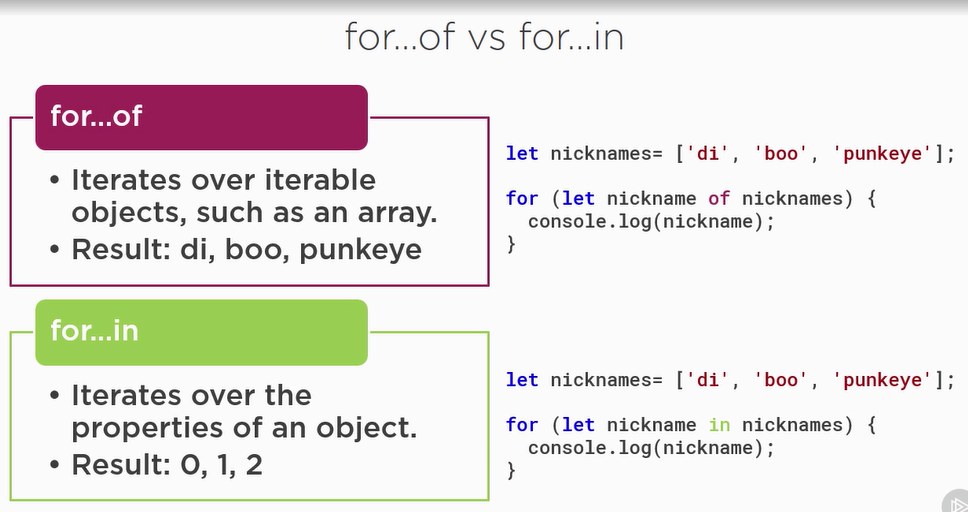 for...of vs for...in
for...of
• Iterates over iterable
objects, such as an array.
• Result: di, boo, punkeye
let nicknames= ['di', 'boo', 'punkeye'];
for (let nickname of nicknames) {
  console.log(nickname);
}
for...in
• Iterates over the
properties of an object.
• Result: 0, 1, 2
let nicknames= ['di', 'boo', 'punkeye'];
for (let nickname in nicknames) {
  console.log(nickname);
}